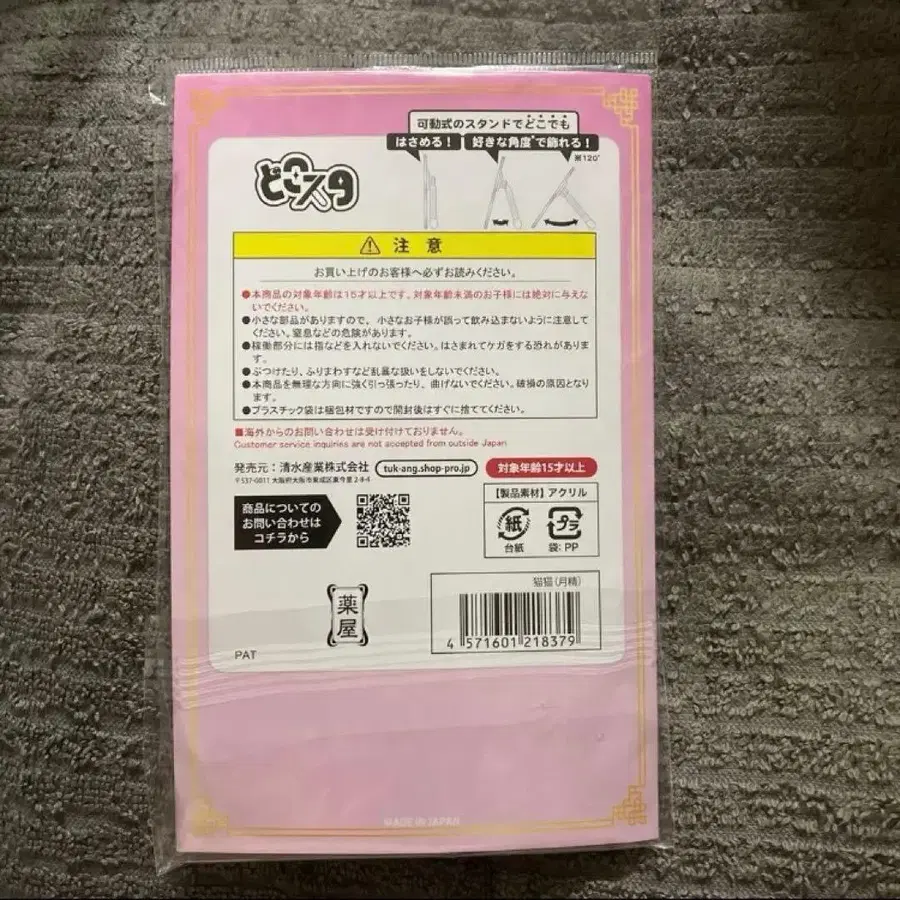 可動式のスタンドでどこでも
はさめる！ 好きな角度*で飾れる！
※120°
どこスタ
⚠ 注意
お買い上げのお客様へ必ずお読みください。
●本商品の対象年齢は15才以上です。対象年齢未満のお子様には絶対に与えな
いでください。
●小さな部品がありますので、小さなお子様が誤って飲み込まないように注意して
ください。窒息などの危険があります。
●稼働部分には指などを入れないでください。はさまれてケガをする恐れがありま
す。
●ぶつけたり、ふりまわすなど乱暴な扱いをしないでください。
●本商品を無理な方向に強く引っ張ったり、曲げないでください。破損の原因となり
ます。
●プラスチック袋は梱包材ですので開封後はすぐに捨ててください。
■海外からのお問い合わせは受け付けておりません。
Customer service inquiries are not accepted from outside Japan
発売元：清水産業株式会社 tuk-ang.shop-pro.jp 対象年齢15才以上
〒537-0011 大阪府大阪市東成区東今里2-8-4
商品についての
お問い合わせは
コチラから
【製品素材】アクリル
紙 プラ
台紙 袋：PP
薬屋
猫猫（月精）
4 571601 218379
PAT
MADE IN JAPAN